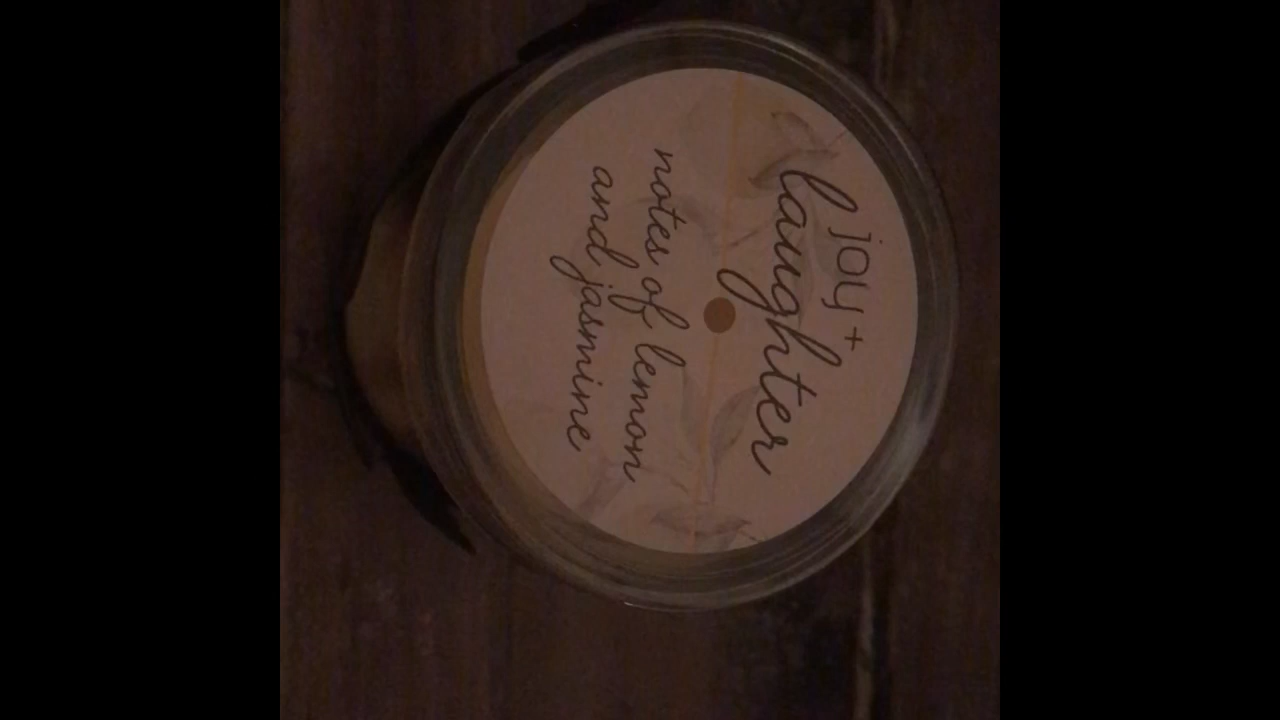 joy +
laughter
notes of lemon
and jasmine